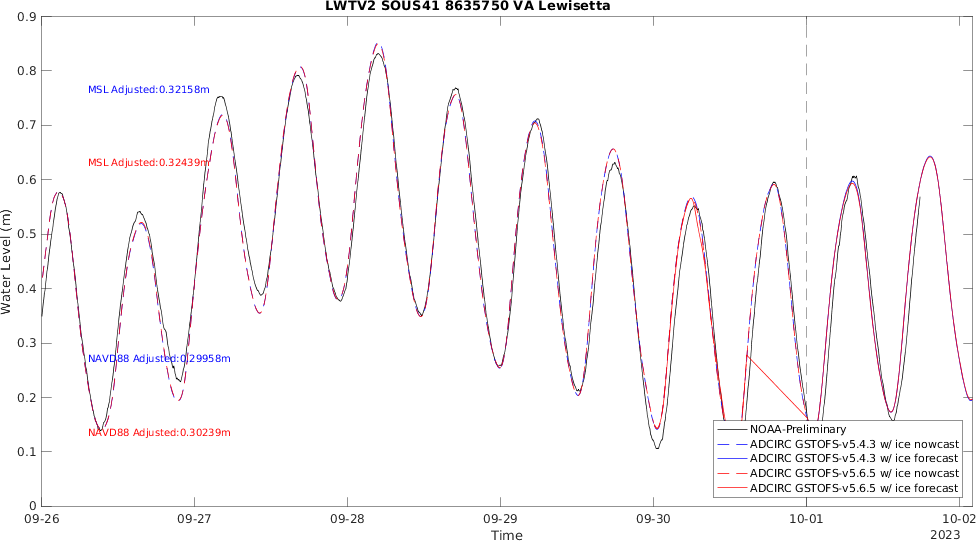 LWTV2 SOUS41 8635750 VA Lewisetta
0.9
0.8
0.7
0.6
0.5
0.4
0.3
0.2
0.1
0
Water Level (m)
MSL Adjusted:0.32158m
MSL Adjusted:0.32439m
NAVD88 Adjusted:0.29958m
NAVD88 Adjusted:0.30239m
NOAA-Preliminary
ADCIRC GSTOFS-v5.4.3 w/ ice nowcast
ADCIRC GSTOFS-v5.4.3 w/ ice forecast
ADCIRC GSTOFS-v5.6.5 w/ ice nowcast
ADCIRC GSTOFS-v5.6.5 w/ ice forecast
09-26 09-27 09-28 09-29 09-30 10-01 10-02
Time
2023